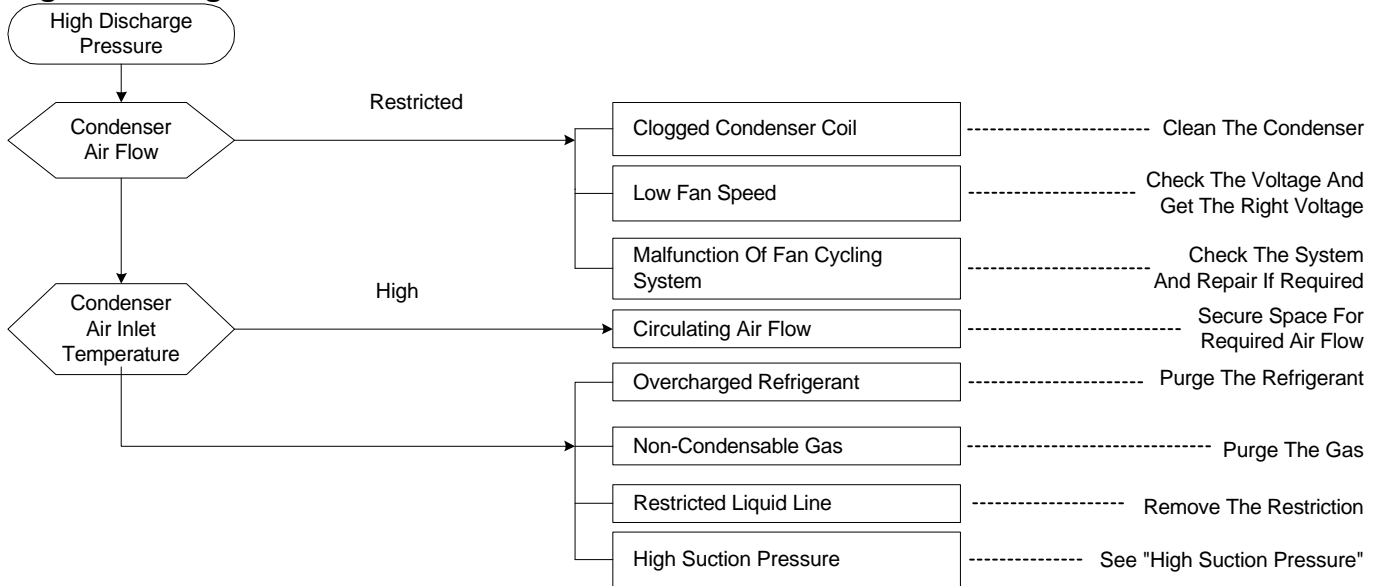 High Discharge
Pressure
Restricted
Condenser
Air Flow
Clogged Condenser Coil
Clean The Condenser
Low Fan Speed
Check The Voltage And
Get The Right Voltage
Malfunction Of Fan Cycling
System
Check The System
And Repair If Required
High
Condenser
Air Inlet
Temperature
Circulating Air Flow
Secure Space For
Required Air Flow
Overcharged Refrigerant
Purge The Refrigerant
Non-Condensable Gas
Purge The Gas
Restricted Liquid Line
Remove The Restriction
High Suction Pressure
See "High Suction Pressure"